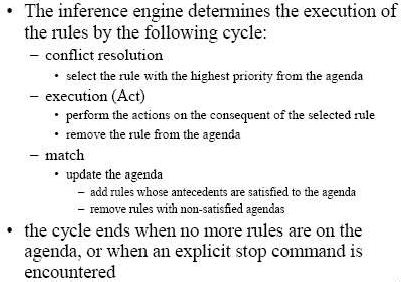 • The inference engine determines the execution of
the rules by the following cycle:
– conflict resolution
• select the rule with the highest priority from the agenda
– execution (Act)
• perform the actions on the consequent of the selected rule
• remove the rule from the agenda
– match
• update the agenda
– add rules whose antecedents are satisfied to the agenda
– remove rules with non-satisfied agendas
• the cycle ends when no more rules are on the
agenda, or when an explicit stop command is
encountered